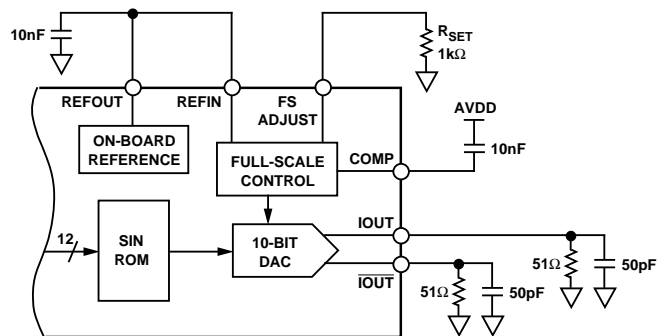 10nF
R_SET
1kΩ
REFOUT
REFIN
FS
ADJUST
AVDD
10nF
ON-BOARD
REFERENCE
FULL-SCALE
CONTROL
COMP
12
SIN
ROM
10-BIT
DAC
IOUT
IOUT
51Ω
50pF
51Ω
50pF